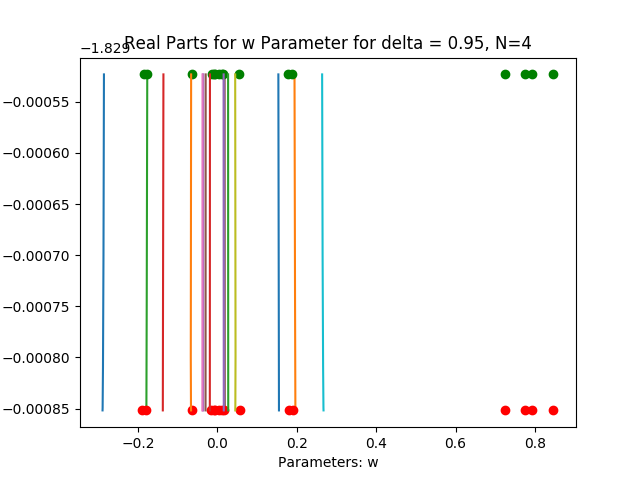 Real Parts for w Parameter for delta = 0.95, N=4
−1.829
−0.00055
−0.00060
−0.00065
−0.00070
−0.00075
−0.00080
−0.00085
−0.2 0.0 0.2 0.4 0.6 0.8
Parameters: w